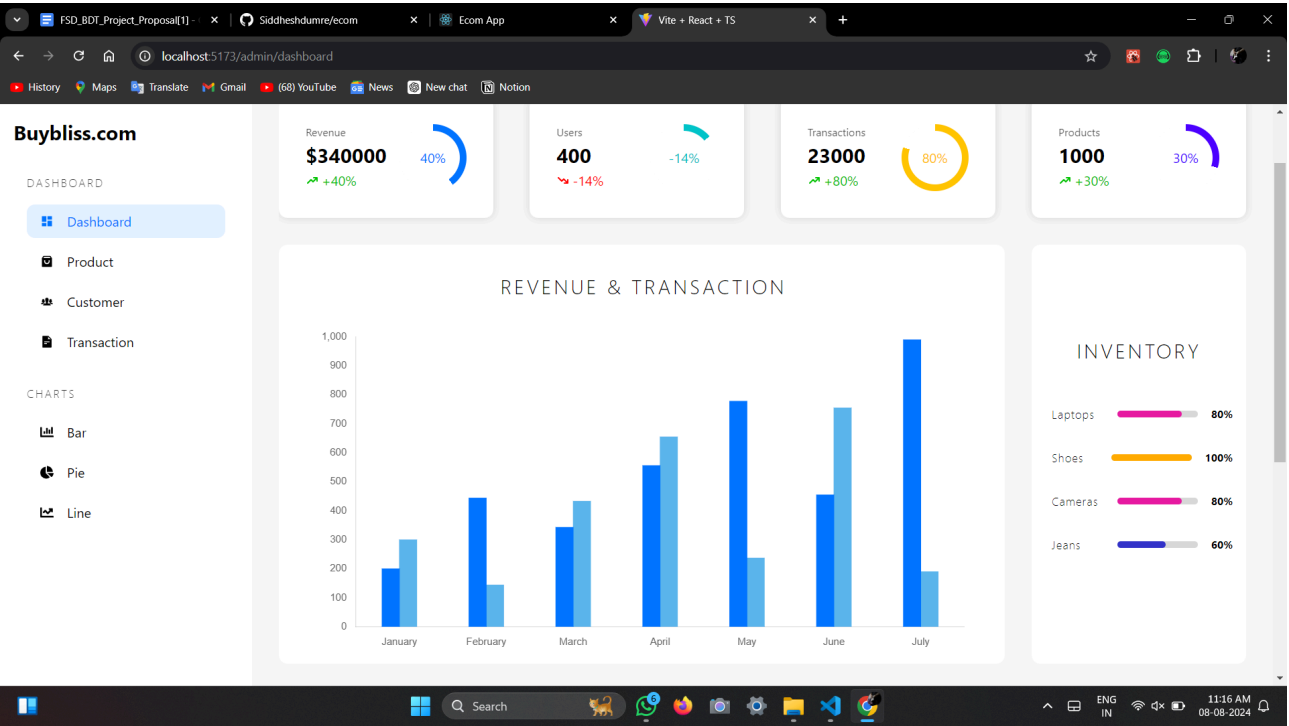 FSD_BDT_Project_Proposal[1] -
Siddheshdumre/ecom
Ecom App
Vite + React + TS
localhost:5173/admin/dashboard
History
Maps
Translate
Gmail
(68) YouTube
News
New chat
Notion
Buybliss.com
DASHBOARD
Dashboard
Product
Customer
Transaction
CHARTS
Bar
Pie
Line
Revenue
$340000
+40%
40%
Users
400
-14%
-14%
Transactions
23000
+80%
80%
Products
1000
+30%
30%
REVENUE & TRANSACTION
1,000
900
800
700
600
500
400
300
200
100
0
January February March April May June July
INVENTORY
Laptops 80%
Shoes 100%
Cameras 80%
Jeans 60%
Search
6
ENG
IN
11:16 AM
08-08-2024